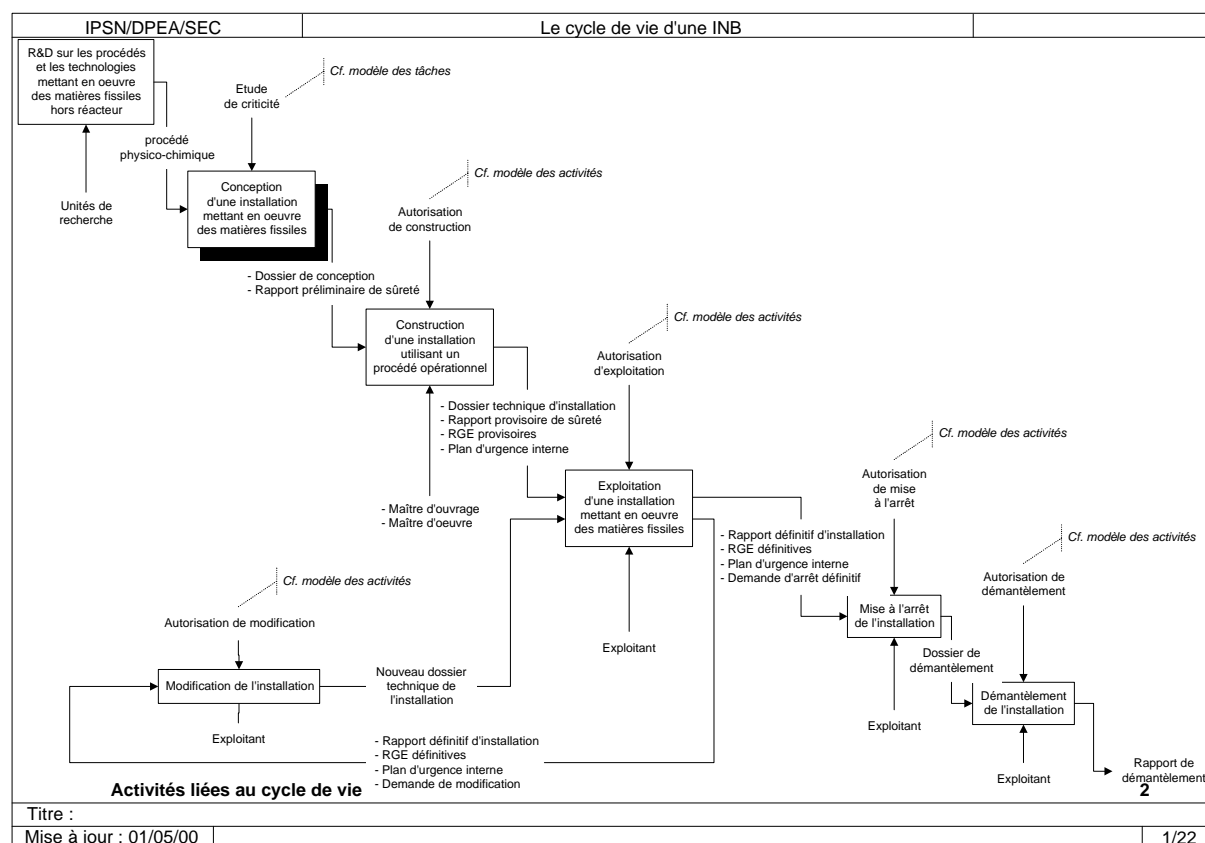 IPSN/DPEA/SEC
Le cycle de vie d'une INB
R&D sur les procédés
et les technologies
mettant en oeuvre
des matières fissiles
hors réacteur
Cf. modèle des tâches
Etude
de criticité
procédé
physico-chimique
Unités de
recherche
Conception
d'une installation
mettant en oeuvre
des matières fissiles
Cf. modèle des activités
Autorisation
de construction
- Dossier de conception
- Rapport préliminaire de sûreté
Construction
d'une installation
utilisant un
procédé opérationnel
Cf. modèle des activités
Autorisation
d'exploitation
- Dossier technique d'installation
- Rapport provisoire de sûreté
- RGE provisoires
- Plan d'urgence interne
- Maître d'ouvrage
- Maître d'oeuvre
Exploitation
d'une installation
mettant en oeuvre
des matières fissiles
Cf. modèle des activités
Autorisation
de mise
à l'arrêt
- Rapport définitif d'installation
- RGE définitives
- Plan d'urgence interne
- Demande d'arrêt définitif
Cf. modèle des activités
Autorisation de
démantèlement
Cf. modèle des activités
Autorisation de modification
Exploitant
Mise à l'arrêt
de l'installation
Modification de l'installation
Nouveau dossier
technique de
l'installation
Dossier de
démantèlement
Démantèlement
de l'installation
Exploitant
Exploitant
- Rapport définitif d'installation
- RGE définitives
- Plan d'urgence interne
- Demande de modification
Exploitant
Rapport de
démantèlement
Activités liées au cycle de vie
2
Titre :
Mise à jour : 01/05/00
1/22